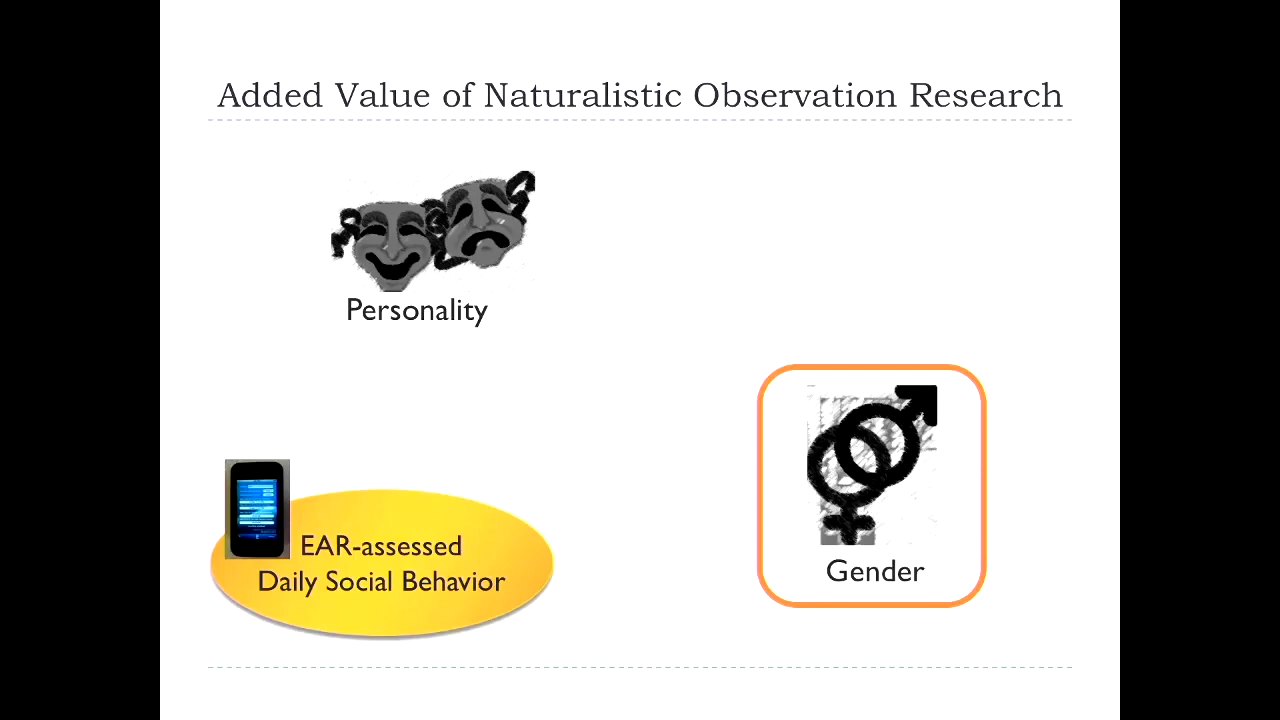 Added Value of Naturalistic Observation Research
Personality
EAR-assessed
Daily Social Behavior
Gender